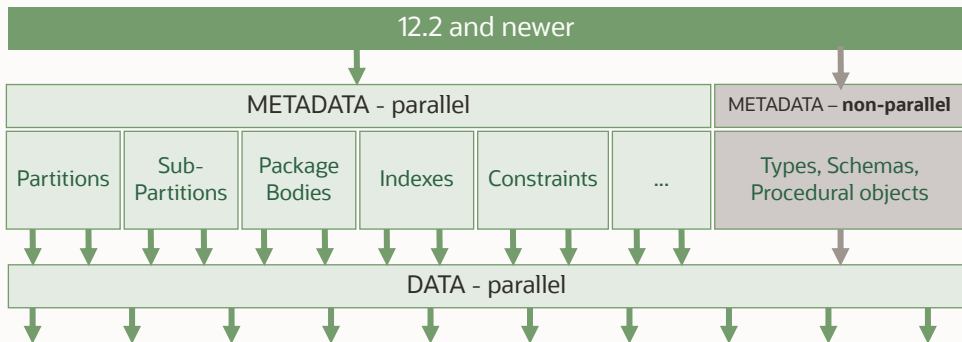 12.2 and newer
METADATA - parallel
METADATA – non-parallel
Partitions
Sub-
Partitions
Package
Bodies
Indexes
Constraints
...
Types, Schemas,
Procedural objects
DATA - parallel